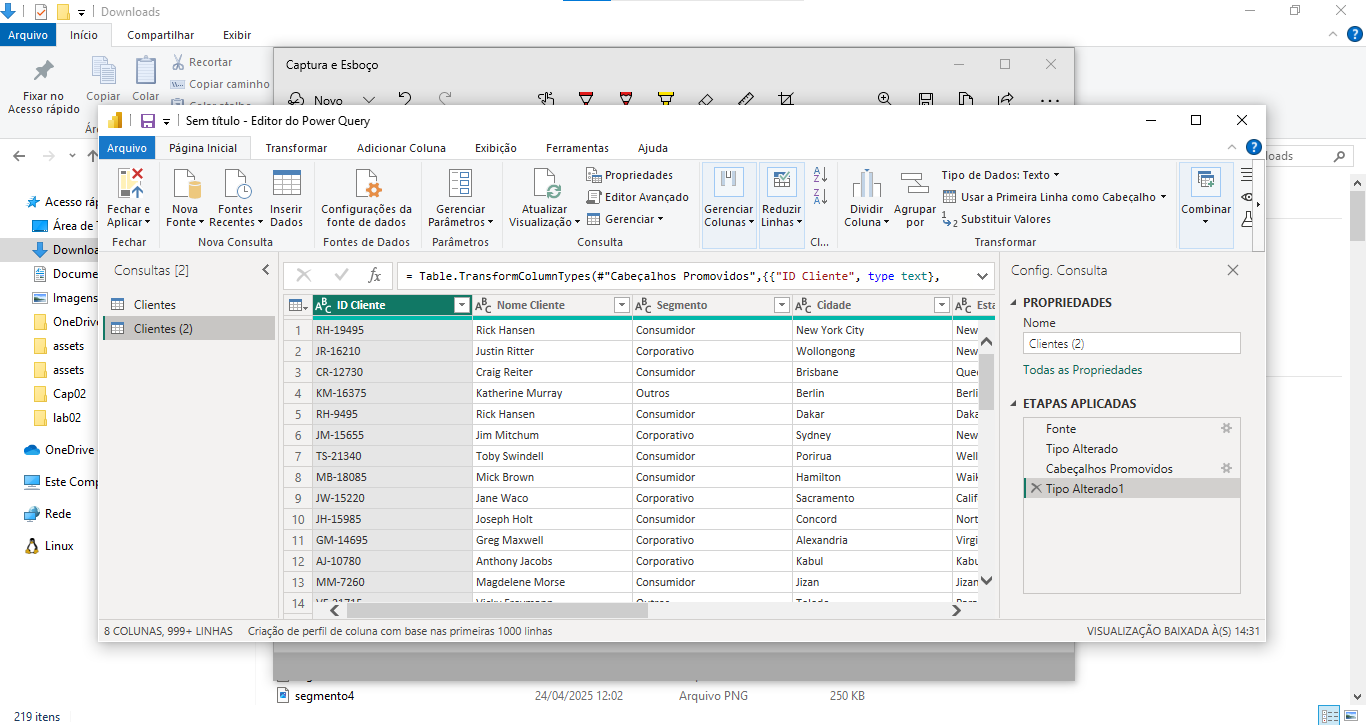 Downloads
Arquivo Início Compartilhar Exibir
Fixar no
Acesso rápido
Copiar
Colar
Recortar
Copiar caminho
Captura e Esboço
Novo
Sem título - Editor do Power Query
Arquivo Página Inicial Transformar Adicionar Coluna Exibição Ferramentas Ajuda
Fechar e
Aplicar
Fechar
Nova
Fonte
Fontes
Recentes
Inserir
Dados
Nova Consulta
Configurações da
fonte de dados
Fontes de Dados
Gerenciar
Parâmetros
Parâmetros
Atualizar
Visualização
Propriedades
Editor Avançado
Gerenciar
Consulta
Gerenciar
Colunas
Reduzir
Linhas
Cl...
Dividir
Coluna
Agrupar
por
Tipo de Dados: Texto
Usar a Primeira Linha como Cabeçalho
Substituir Valores
Transformar
Combinar
Acesso ráp
Área de T
Downloa
Docume
Imagens
OneDriv
assets
assets
Cap02
lab02
OneDrive
Este Comp
Rede
Linux
Consultas [2]
Clientes
Clientes (2)
= Table.TransformColumnTypes(#"Cabeçalhos Promovidos",{{"ID Cliente", type text},
ID Cliente Nome Cliente Segmento Cidade Esta
1 RH-19495 Rick Hansen Consumidor New York City New
2 JR-16210 Justin Ritter Corporativo Wollongong New
3 CR-12730 Craig Reiter Consumidor Brisbane Quee
4 KM-16375 Katherine Murray Outros Berlin Berli
5 RH-9495 Rick Hansen Consumidor Dakar Daka
6 JM-15655 Jim Mitchum Corporativo Sydney New
7 TS-21340 Toby Swindell Consumidor Porirua Well
8 MB-18085 Mick Brown Consumidor Hamilton Waik
9 JW-15220 Jane Waco Corporativo Sacramento Calif
10 JH-15985 Joseph Holt Consumidor Concord Nort
11 GM-14695 Greg Maxwell Corporativo Alexandria Virgi
12 AJ-10780 Anthony Jacobs Corporativo Kabul Kabu
13 MM-7260 Magdelene Morse Consumidor Jizan Jizan
14
Config. Consulta
PROPRIEDADES
Nome
Clientes (2)
Todas as Propriedades
ETAPAS APLICADAS
Fonte
Tipo Alterado
Cabeçalhos Promovidos
Tipo Alterado1
8 COLUNAS, 999+ LINHAS Criação de perfil de coluna com base nas primeiras 1000 linhas VISUALIZAÇÃO BAIXADA À(S) 14:31
segmento4 24/04/2025 12:02 Arquivo PNG 250 KB
219 itens